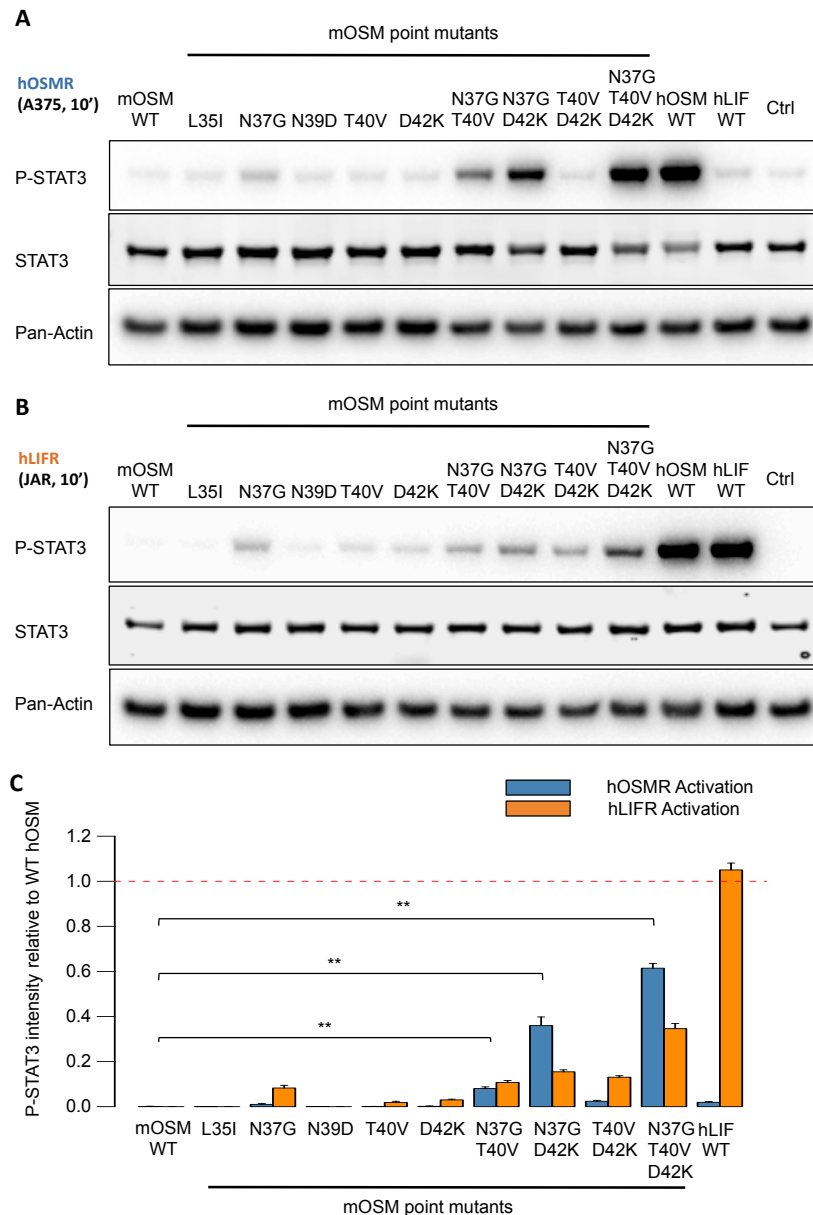 A
mOSM point mutants
hOSMR
(A375, 10’)
mOSM
WT
L35I
N37G
N39D
T40V
D42K
N37G
T40V
N37G
D42K
T40V
D42K
N37G
T40V
D42K
hOSM
WT
hLIF
WT
Ctrl
P-STAT3
STAT3
Pan-Actin
B
mOSM point mutants
hLIFR
(JAR, 10’)
mOSM
WT
L35I
N37G
N39D
T40V
D42K
N37G
T40V
N37G
D42K
T40V
D42K
N37G
T40V
D42K
hOSM
WT
hLIF
WT
Ctrl
P-STAT3
STAT3
Pan-Actin
C
hOSMR Activation
hLIFR Activation
P-STAT3 intensity relative to WT hOSM
1.2
1.0
0.8
0.6
0.4
0.2
0.0
**
**
**
mOSM
WT
L35I
N37G
N39D
T40V
D42K
N37G
T40V
N37G
D42K
T40V
D42K
N37G
T40V
D42K
hLIF
WT
mOSM point mutants